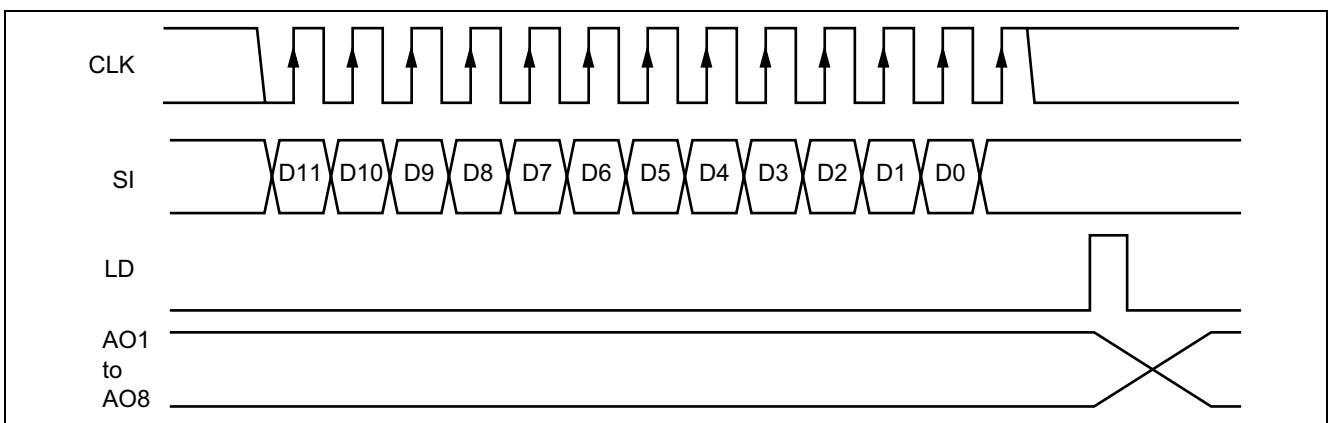 CLK
SI
D11 D10 D9 D8 D7 D6 D5 D4 D3 D2 D1 D0
LD
AO1
to
AO8